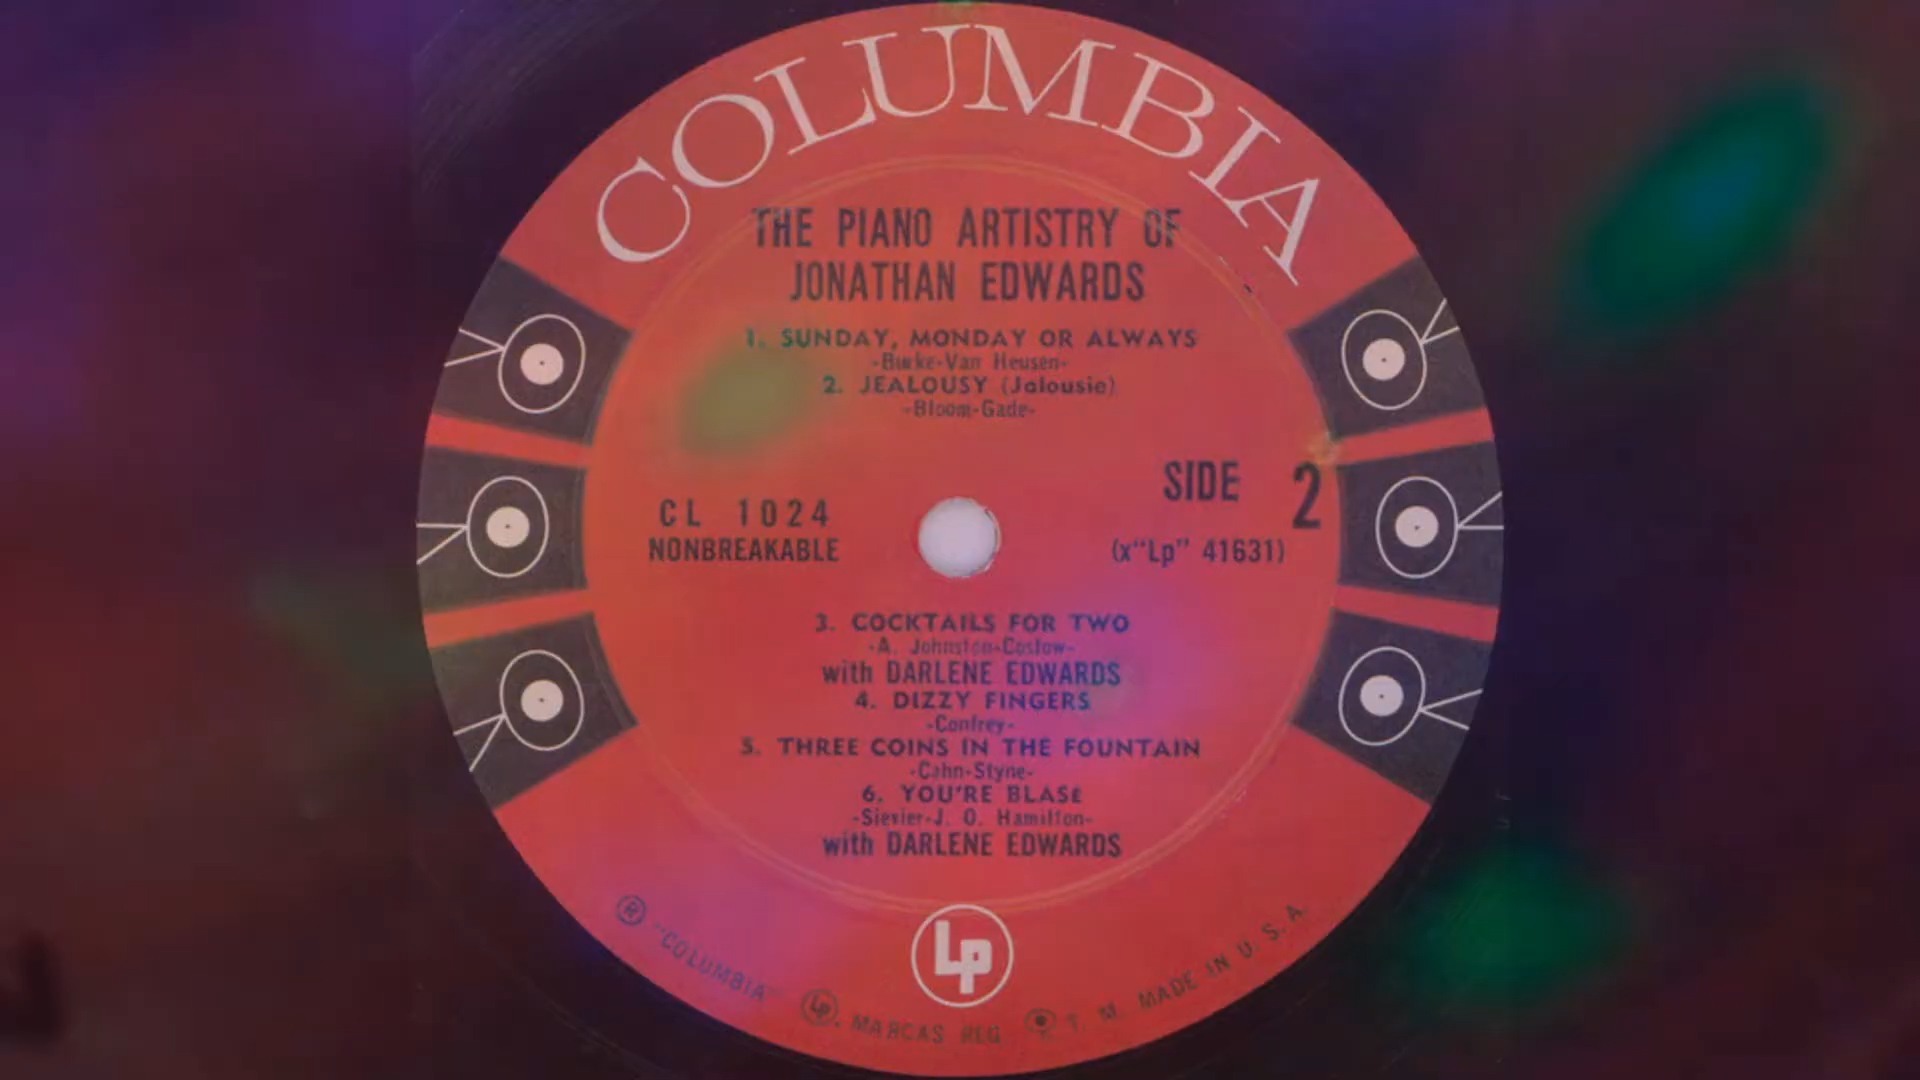 COLUMBIA
THE PIANO ARTISTRY OF
JONATHAN EDWARDS
1. SUNDAY, MONDAY OR ALWAYS
-Burke-Van Heusen-
2. JEALOUSY (Jalousie)
-Bloom-Gade-
SIDE 2
CL 1024
NONBREAKABLE
(x"Lp" 41631)
3. COCKTAILS FOR TWO
-A. Johnston-Coslow-
with DARLENE EDWARDS
4. DIZZY FINGERS
-Confrey-
5. THREE COINS IN THE FOUNTAIN
-Cahn-Styne-
6. YOU'RE BLASÉ
-Sievier-J. O. Hamilton-
with DARLENE EDWARDS
Lp
® "COLUMBIA" Lp, MARCAS REG T. M. MADE IN U. S. A.